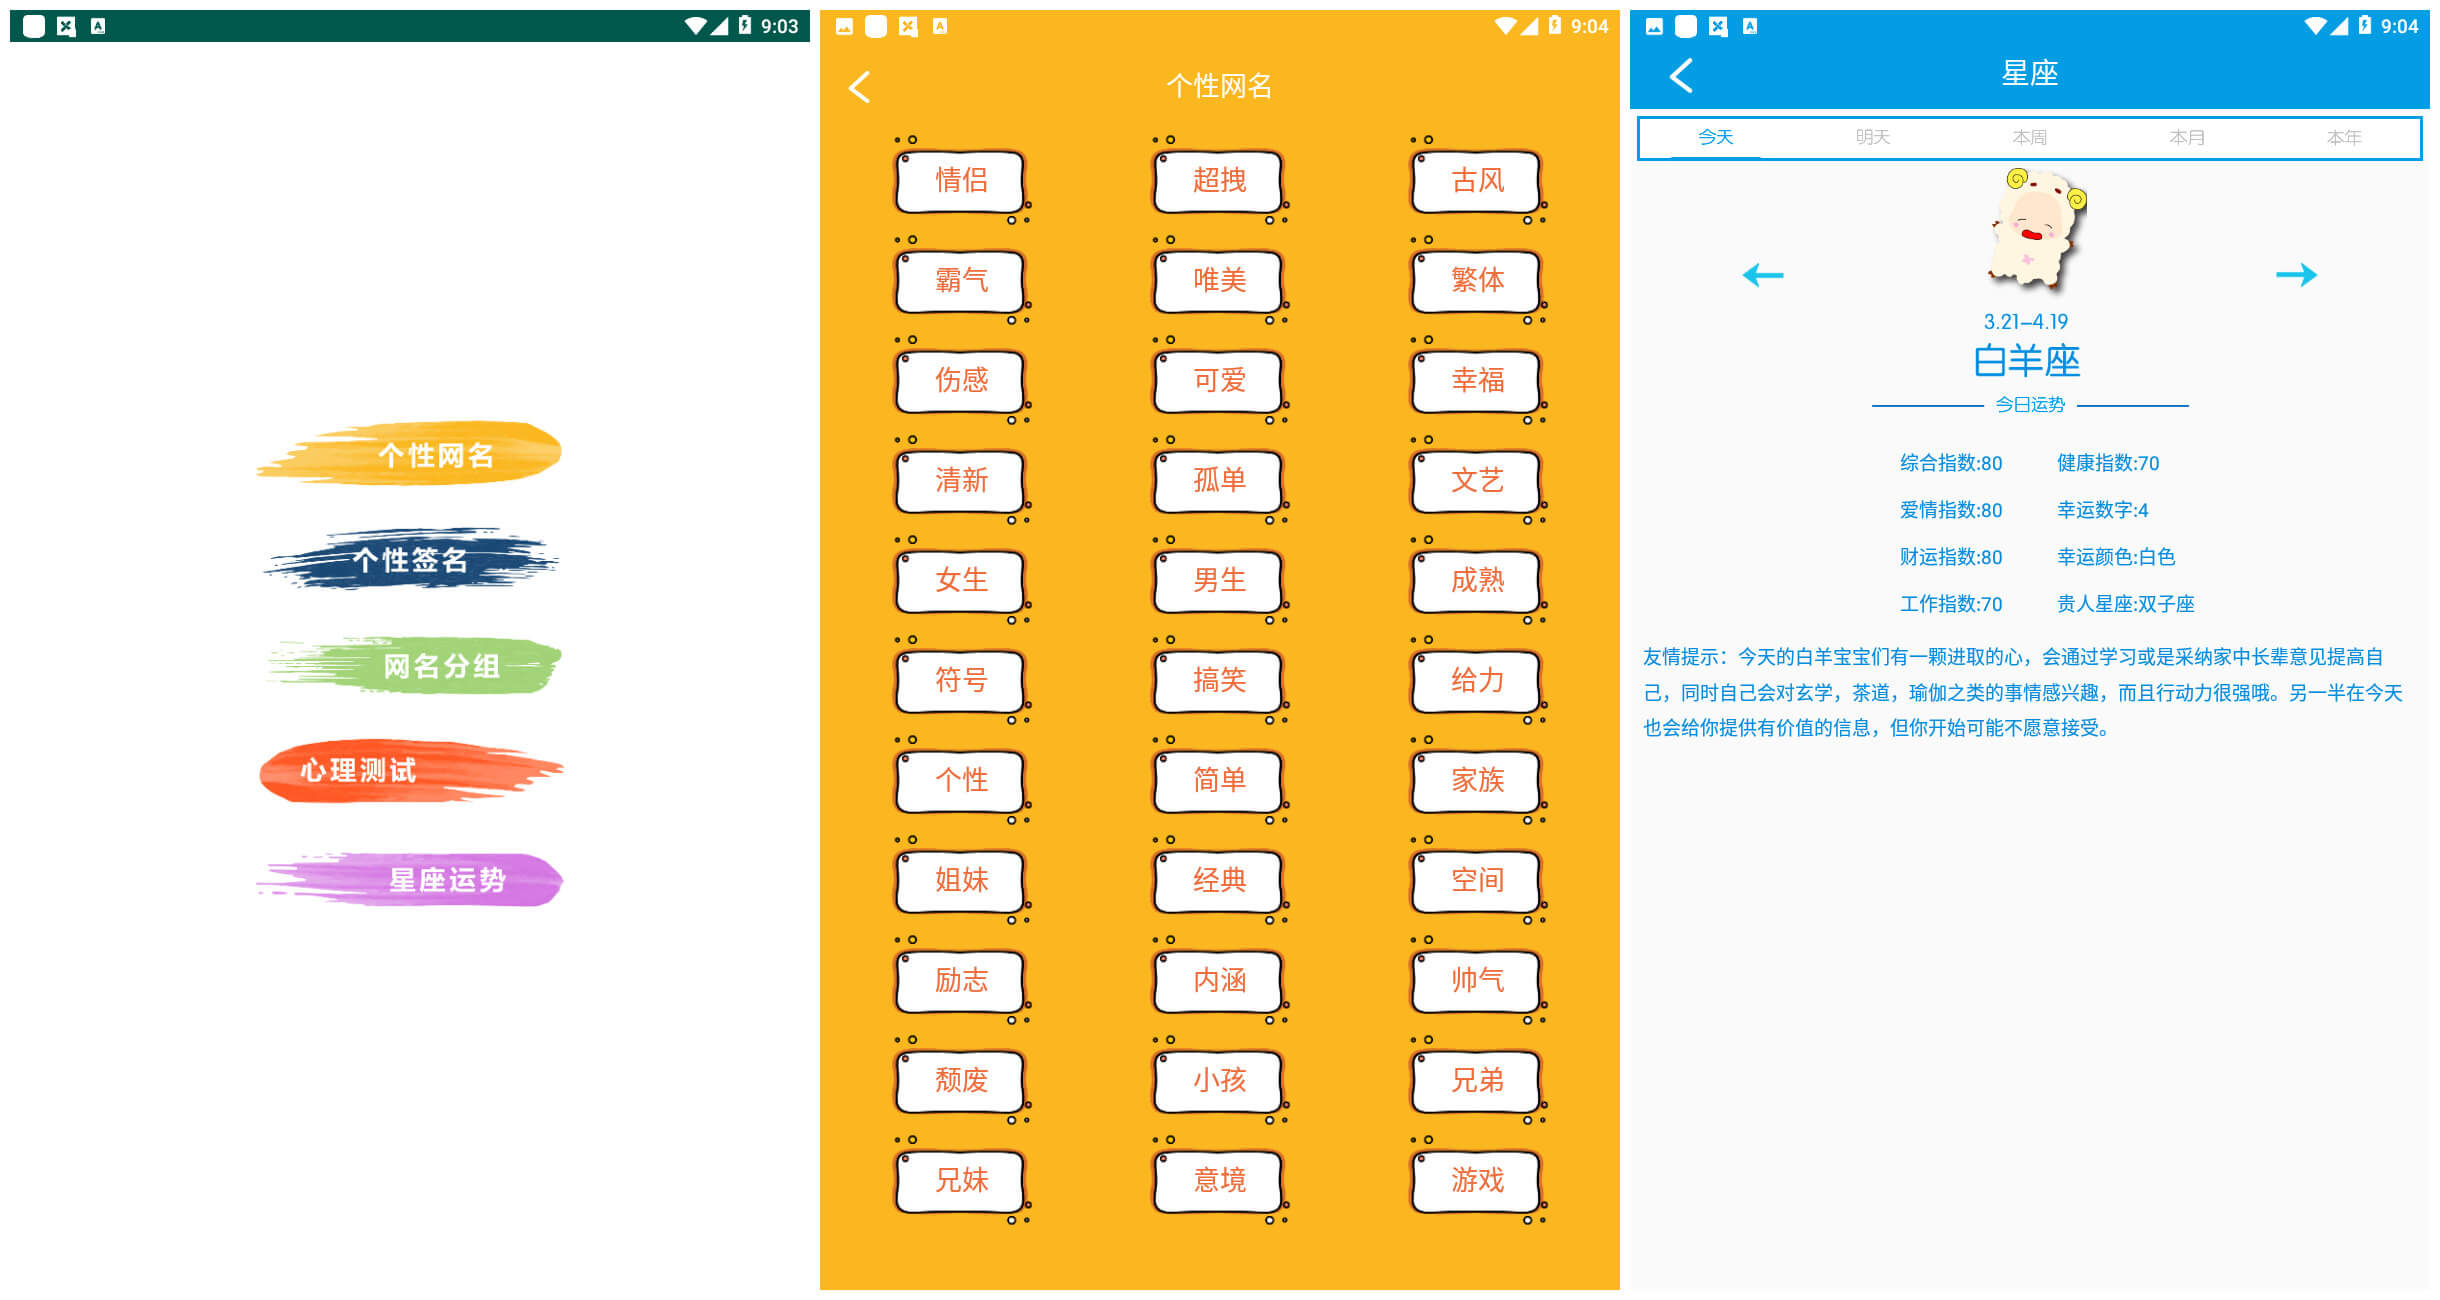 9:03
个性网名
个性签名
网名分组
心理测试
星座运势
9:04
个性网名
情侣 超拽 古风
霸气 唯美 繁体
伤感 可爱 幸福
清新 孤单 文艺
女生 男生 成熟
符号 搞笑 给力
个性 简单 家族
姐妹 经典 空间
励志 内涵 帅气
颓废 小孩 兄弟
兄妹 意境 游戏
9:04
星座
今天 明天 本周 本月 本年
3.21-4.19
白羊座
今日运势
综合指数:80 健康指数:70
爱情指数:80 幸运数字:4
财运指数:80 幸运颜色:白色
工作指数:70 贵人星座:双子座
友情提示：今天的白羊宝宝们有一颗进取的心，会通过学习或是采纳家中长辈意见提高自
己，同时自己会对玄学，茶道，瑜伽之类的事情感兴趣，而且行动力很强哦。另一半在今天
也会给你提供有价值的信息，但你开始可能不愿意接受。